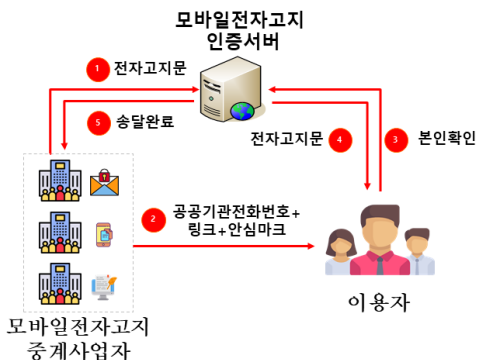 모바일전자고지
인증서버
1 전자고지문
5 송달완료
전자고지문 4
3 본인확인
2 공공기관전화번호+
링크+안심마크
이용자
모바일전자고지
중계사업자